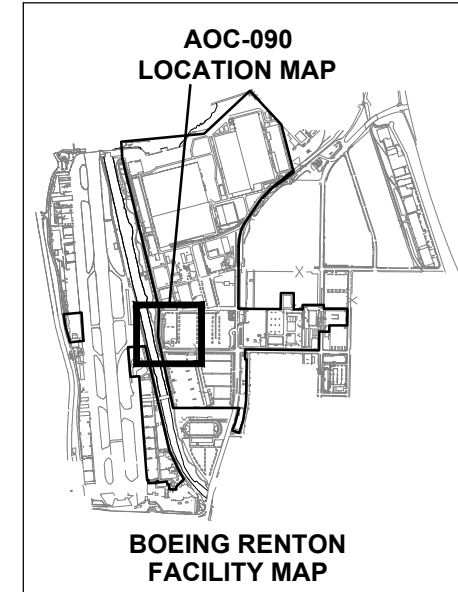 AOC-090
LOCATION MAP
X
BOEING RENTON
FACILITY MAP